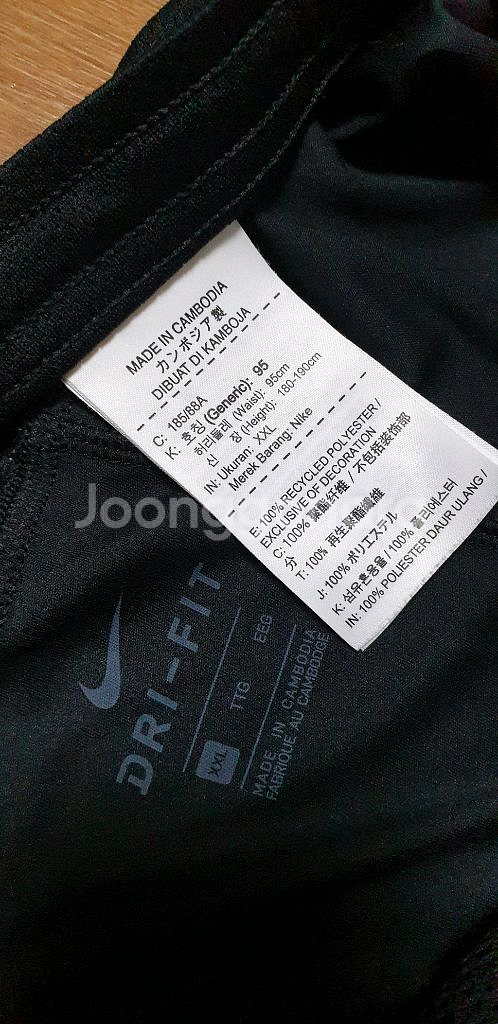 MADE IN CAMBODIA
カンボジア製
DIBUAT DI KAMBOJA
C: 185/88A
K: 호칭 (Generic): 95
허리둘레 (Waist): 95cm
신 장 (Height): 180-190cm
IN: Ukuran: XXL
Merek Barang: Nike
E: 100% RECYCLED POLYESTER /
EXCLUSIVE OF DECORATION
C: 100% 聚酯纤维 / 不包括装饰部
分
T: 100% 再生聚酯纖維
J: 100% ポリエステル
K: 섬유혼용율 / 100% 폴리에스터
IN: 100% POLIESTER DAUR ULANG /
Joongo
DRI-FIT
XXL TTG EEG
MADE IN CAMBODIA
FABRIQUÉ AU CAMBODGE